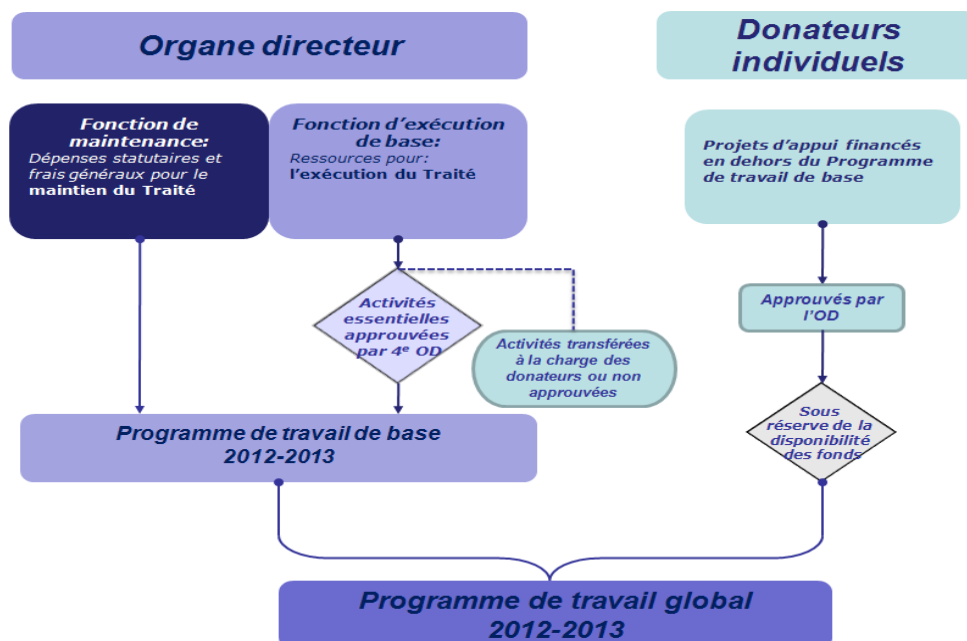 Organe directeur
Donateurs
individuels
Fonction de
maintenance:
Dépenses statutaires et
frais généraux pour le
maintien du Traité
Fonction d'exécution
de base:
Ressources pour:
l'exécution du Traité
Projets d'appui financés
en dehors du Programme
de travail de base
Activités
essentielles
approuvées
par 4e OD
Activités transférées
à la charge des
donateurs ou non
approuvées
Approuvés par
l'OD
Sous
réserve de la
disponibilité
des fonds
Programme de travail de base
2012-2013
Programme de travail global
2012-2013